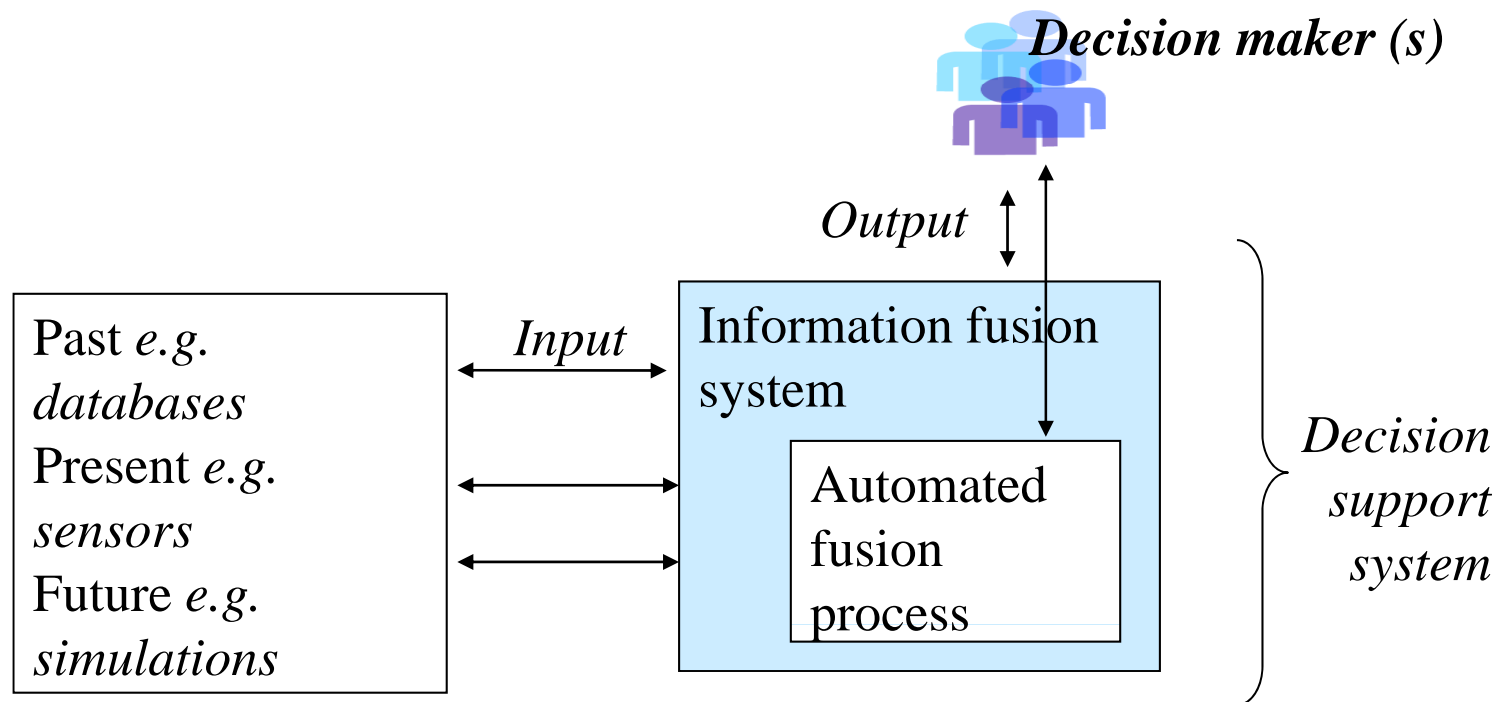 Decision maker (s)
Output
Past e.g.
databases
Present e.g.
sensors
Future e.g.
simulations
Input
Information fusion
system
Automated
fusion
process
Decision
support
system